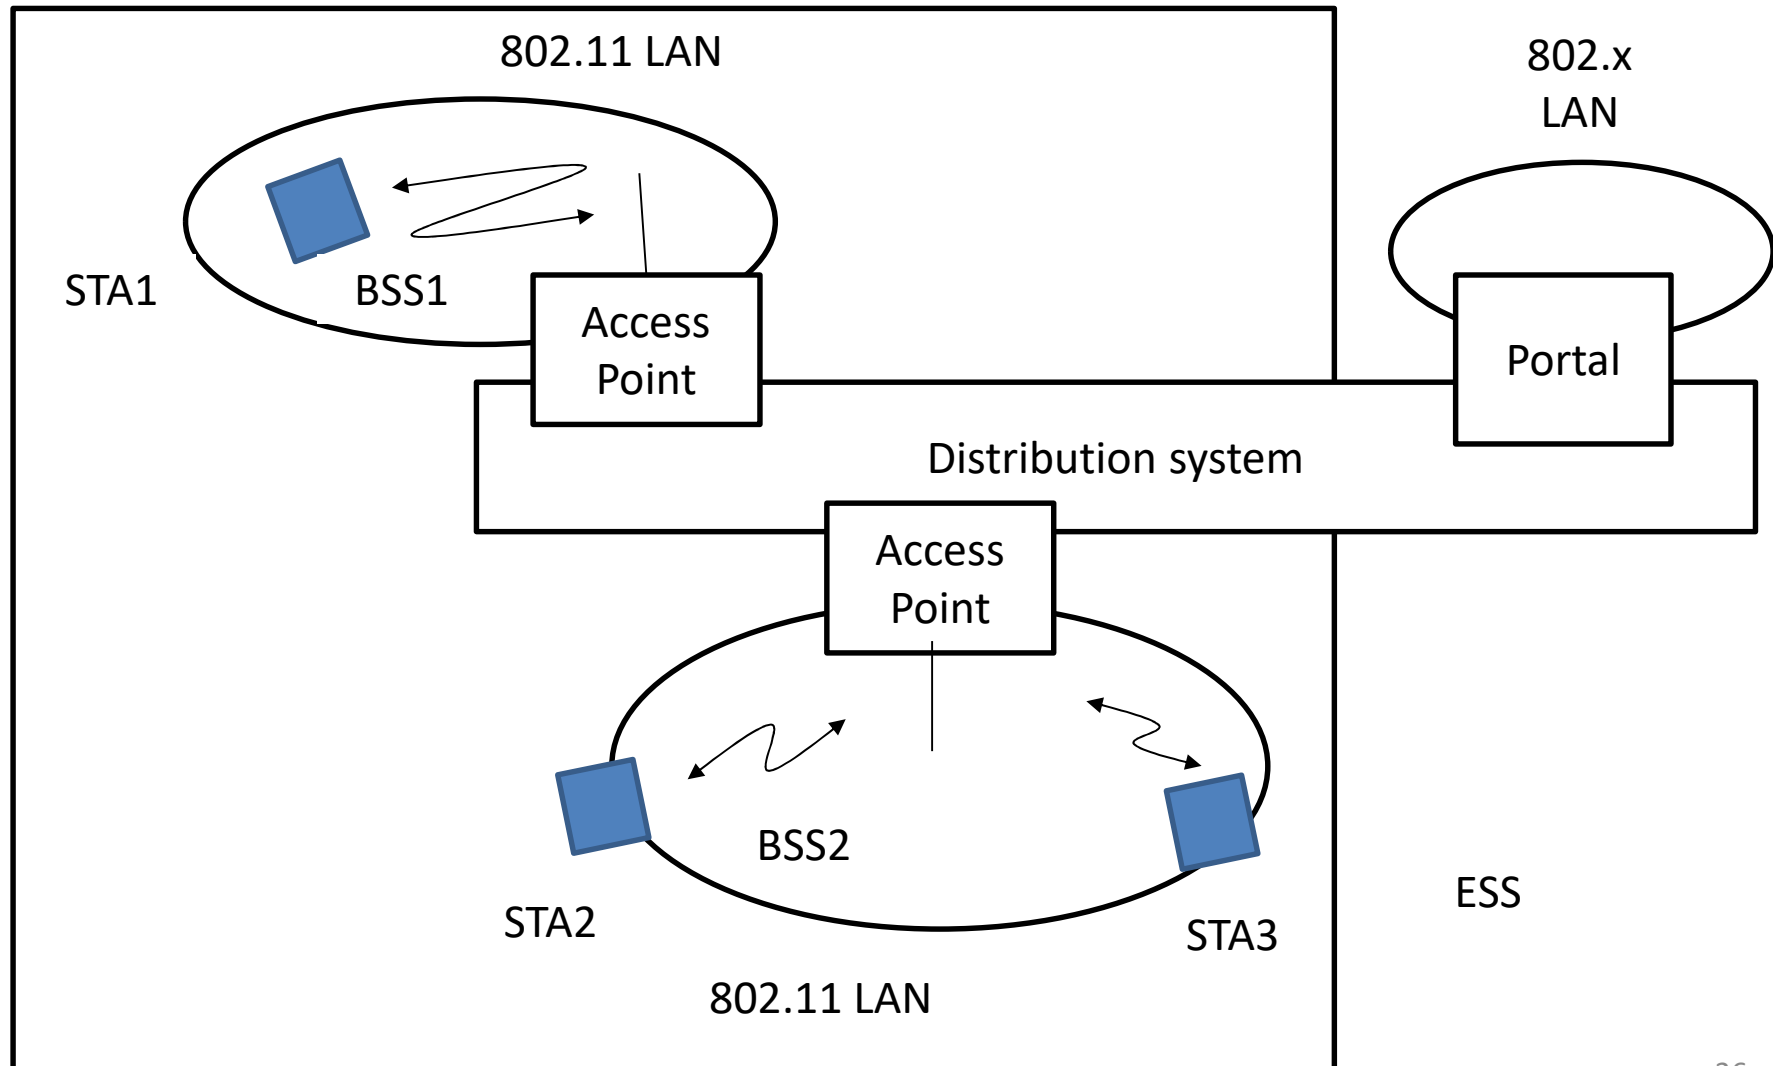 802.11 LAN
802.x
LAN
STA1
BSS1
Access
Point
Portal
Distribution system
Access
Point
BSS2
STA2
STA3
ESS
802.11 LAN